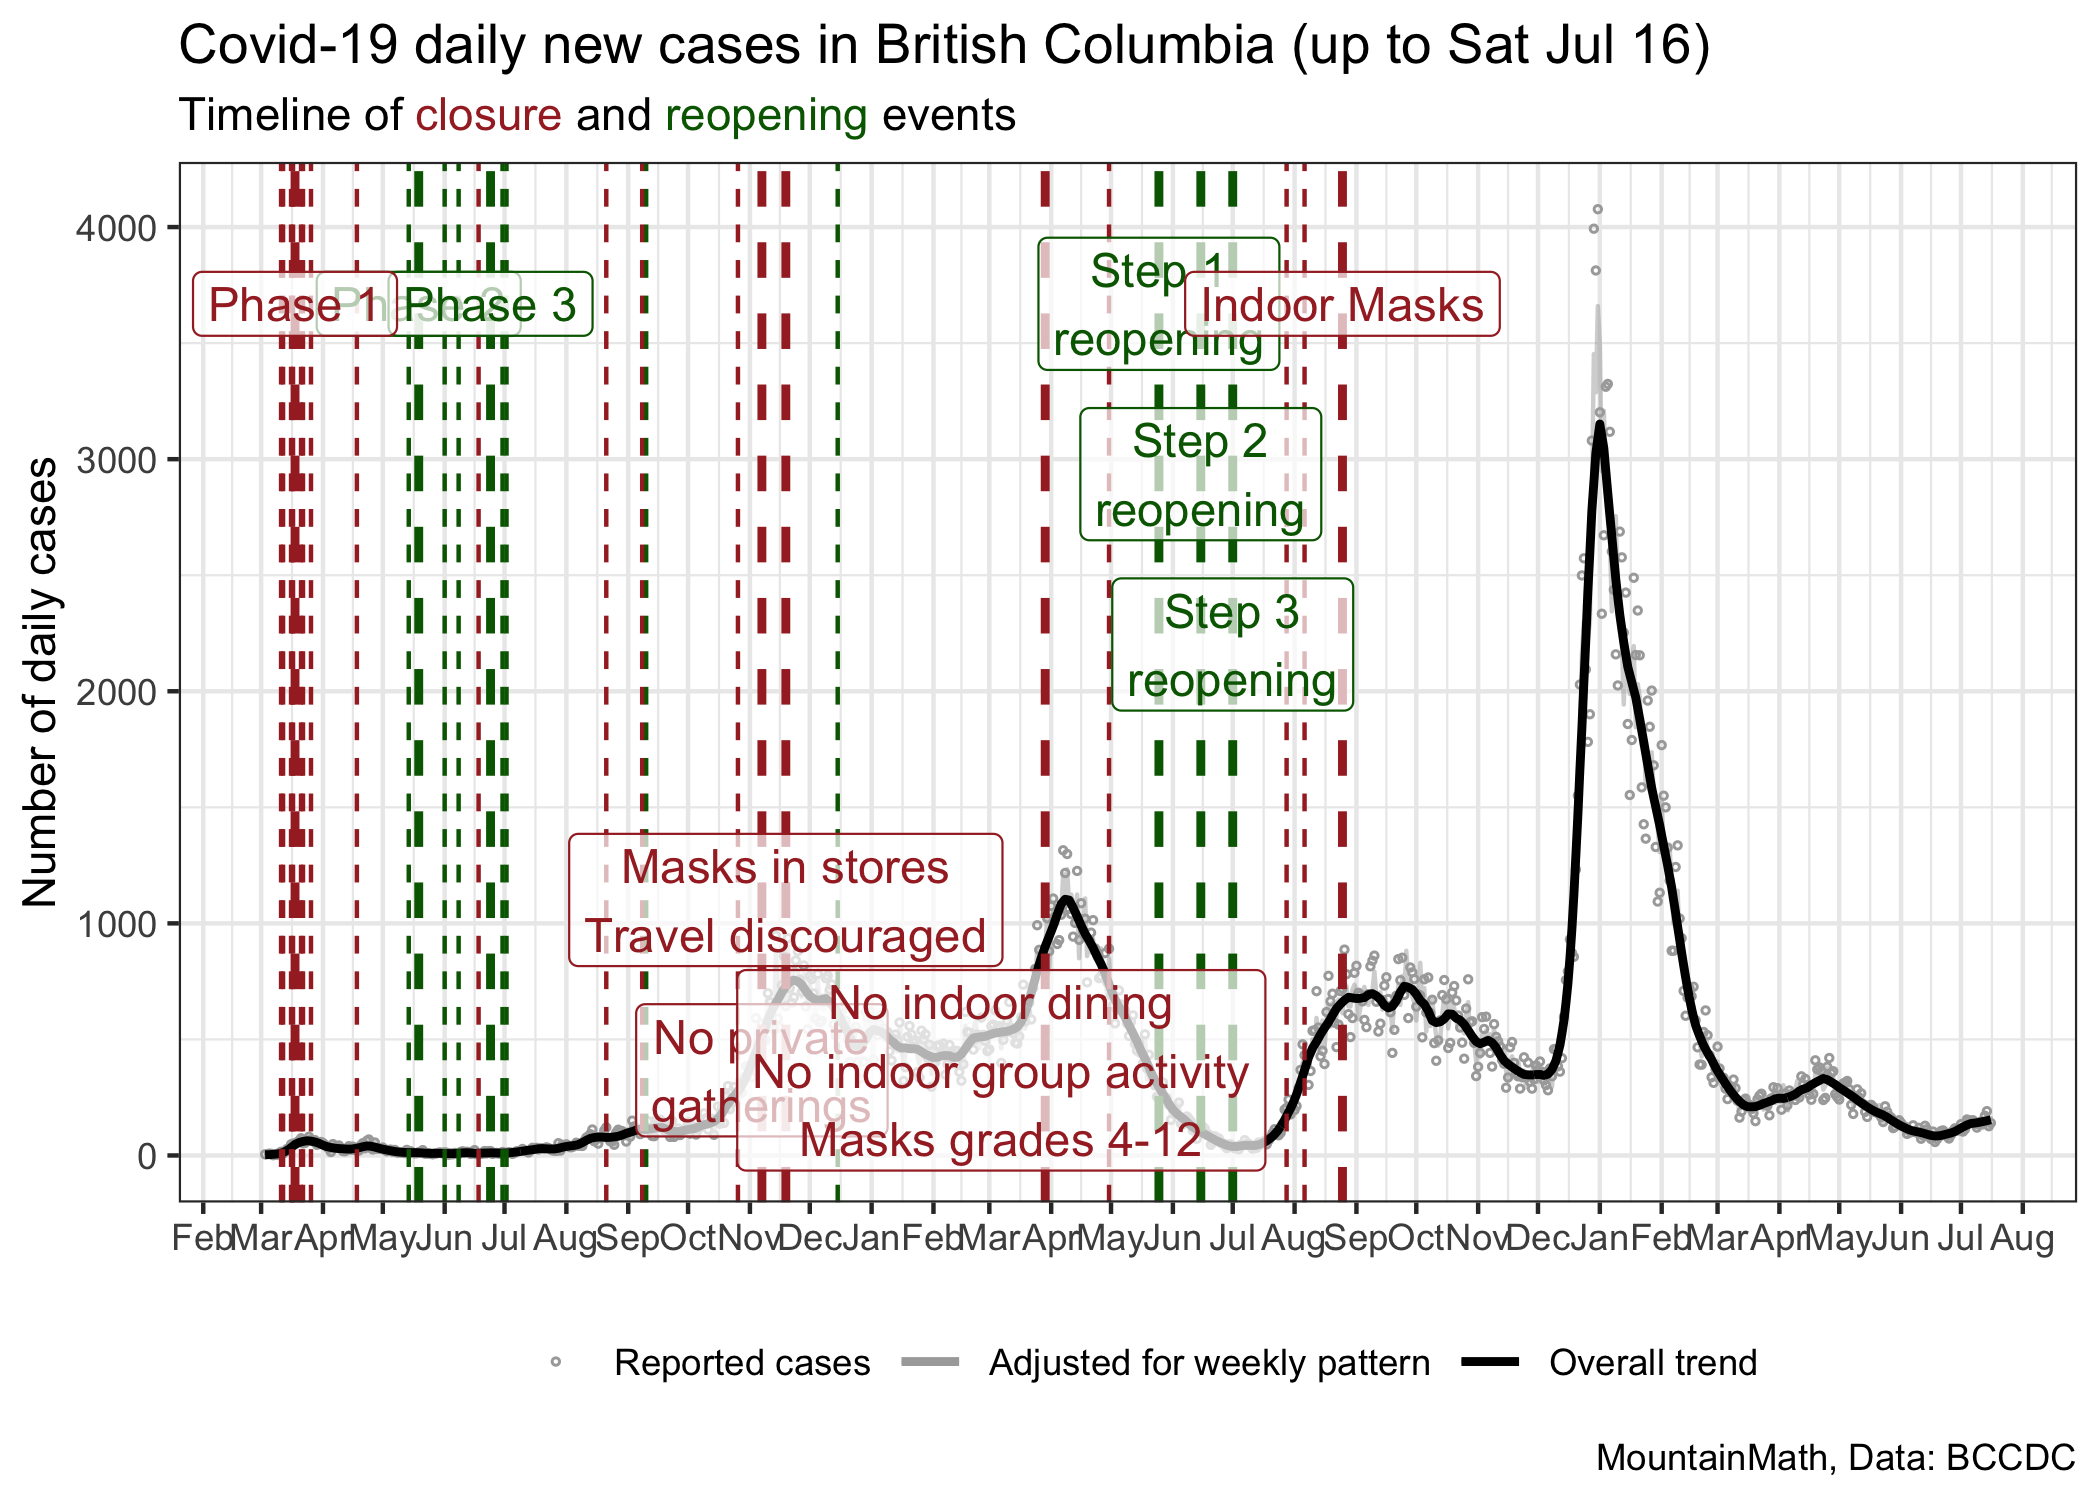 Covid-19 daily new cases in British Columbia (up to Sat Jul 16)
Timeline of closure and reopening events
Number of daily cases
4000
3000
2000
1000
0
Phase 1
Phase 2
Phase 3
Step 1
reopening
Indoor Masks
Step 2
reopening
Step 3
reopening
Masks in stores
Travel discouraged
No private
gatherings
No indoor dining
No indoor group activity
Masks grades 4-12
Feb Mar Apr May Jun Jul Aug Sep Oct Nov Dec Jan Feb Mar Apr May Jun Jul Aug Sep Oct Nov Dec Jan Feb Mar Apr May Jun Jul Aug
Reported cases Adjusted for weekly pattern Overall trend
MountainMath, Data: BCCDC